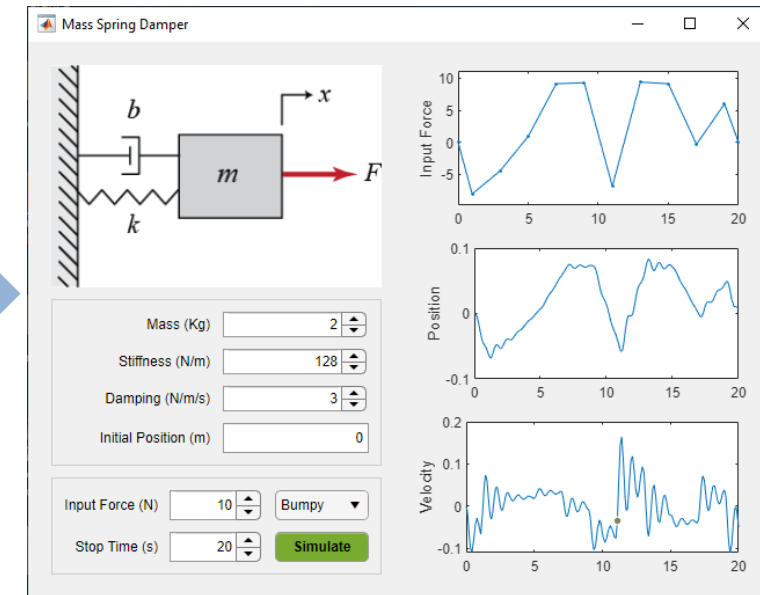 Mass Spring Damper
b
x
m
F
k
Mass (Kg) 2
Stiffness (N/m) 128
Damping (N/m/s) 3
Initial Position (m) 0
Input Force (N) 10 Bumpy
Stop Time (s) 20 Simulate
Input Force
10
5
0
-5
0 5 10 15 20
Position
0.1
0
-0.1
0 5 10 15 20
Velocity
0.2
0.1
0
-0.1
0 5 10 15 20